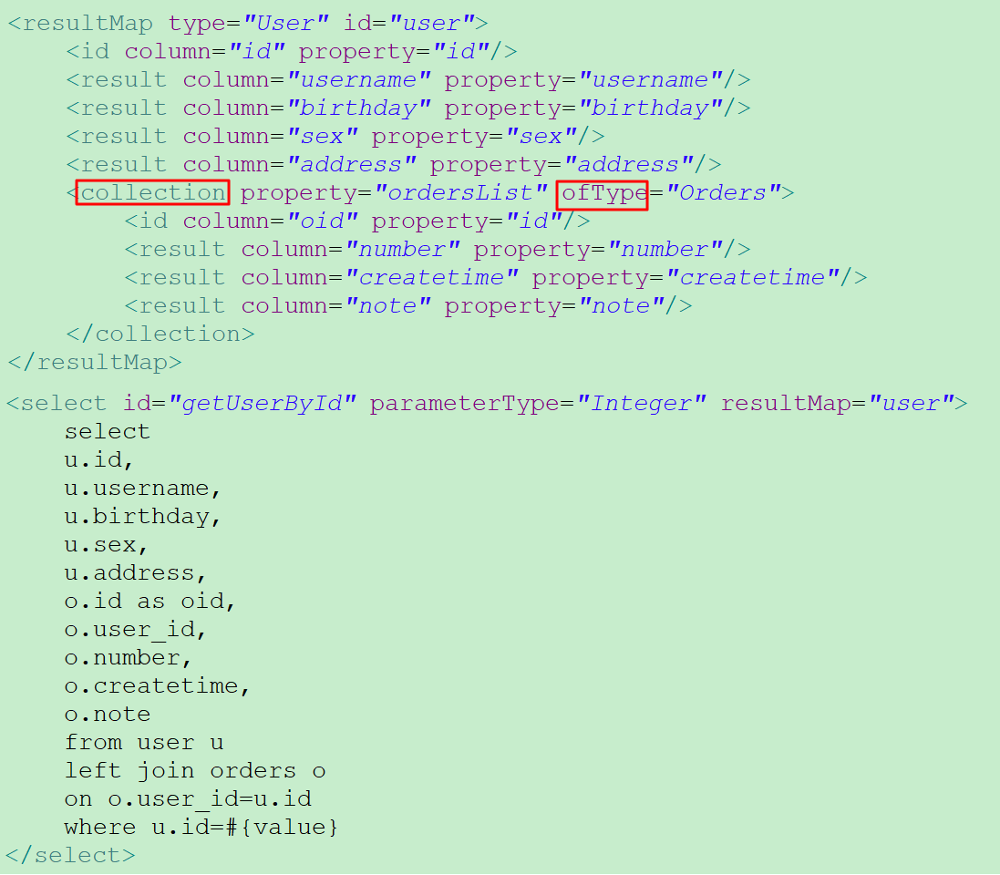 <resultMap type="User" id="user">
    <id column="id" property="id"/>
    <result column="username" property="username"/>
    <result column="birthday" property="birthday"/>
    <result column="sex" property="sex"/>
    <result column="address" property="address"/>
    <collection property="ordersList" ofType="Orders">
        <id column="oid" property="id"/>
        <result column="number" property="number"/>
        <result column="createtime" property="createtime"/>
        <result column="note" property="note"/>
    </collection>
</resultMap>
<select id="getUserById" parameterType="Integer" resultMap="user">
    select
    u.id,
    u.username,
    u.birthday,
    u.sex,
    u.address,
    o.id as oid,
    o.user_id,
    o.number,
    o.createtime,
    o.note
    from user u
    left join orders o
    on o.user_id=u.id
    where u.id=#{value}
</select>